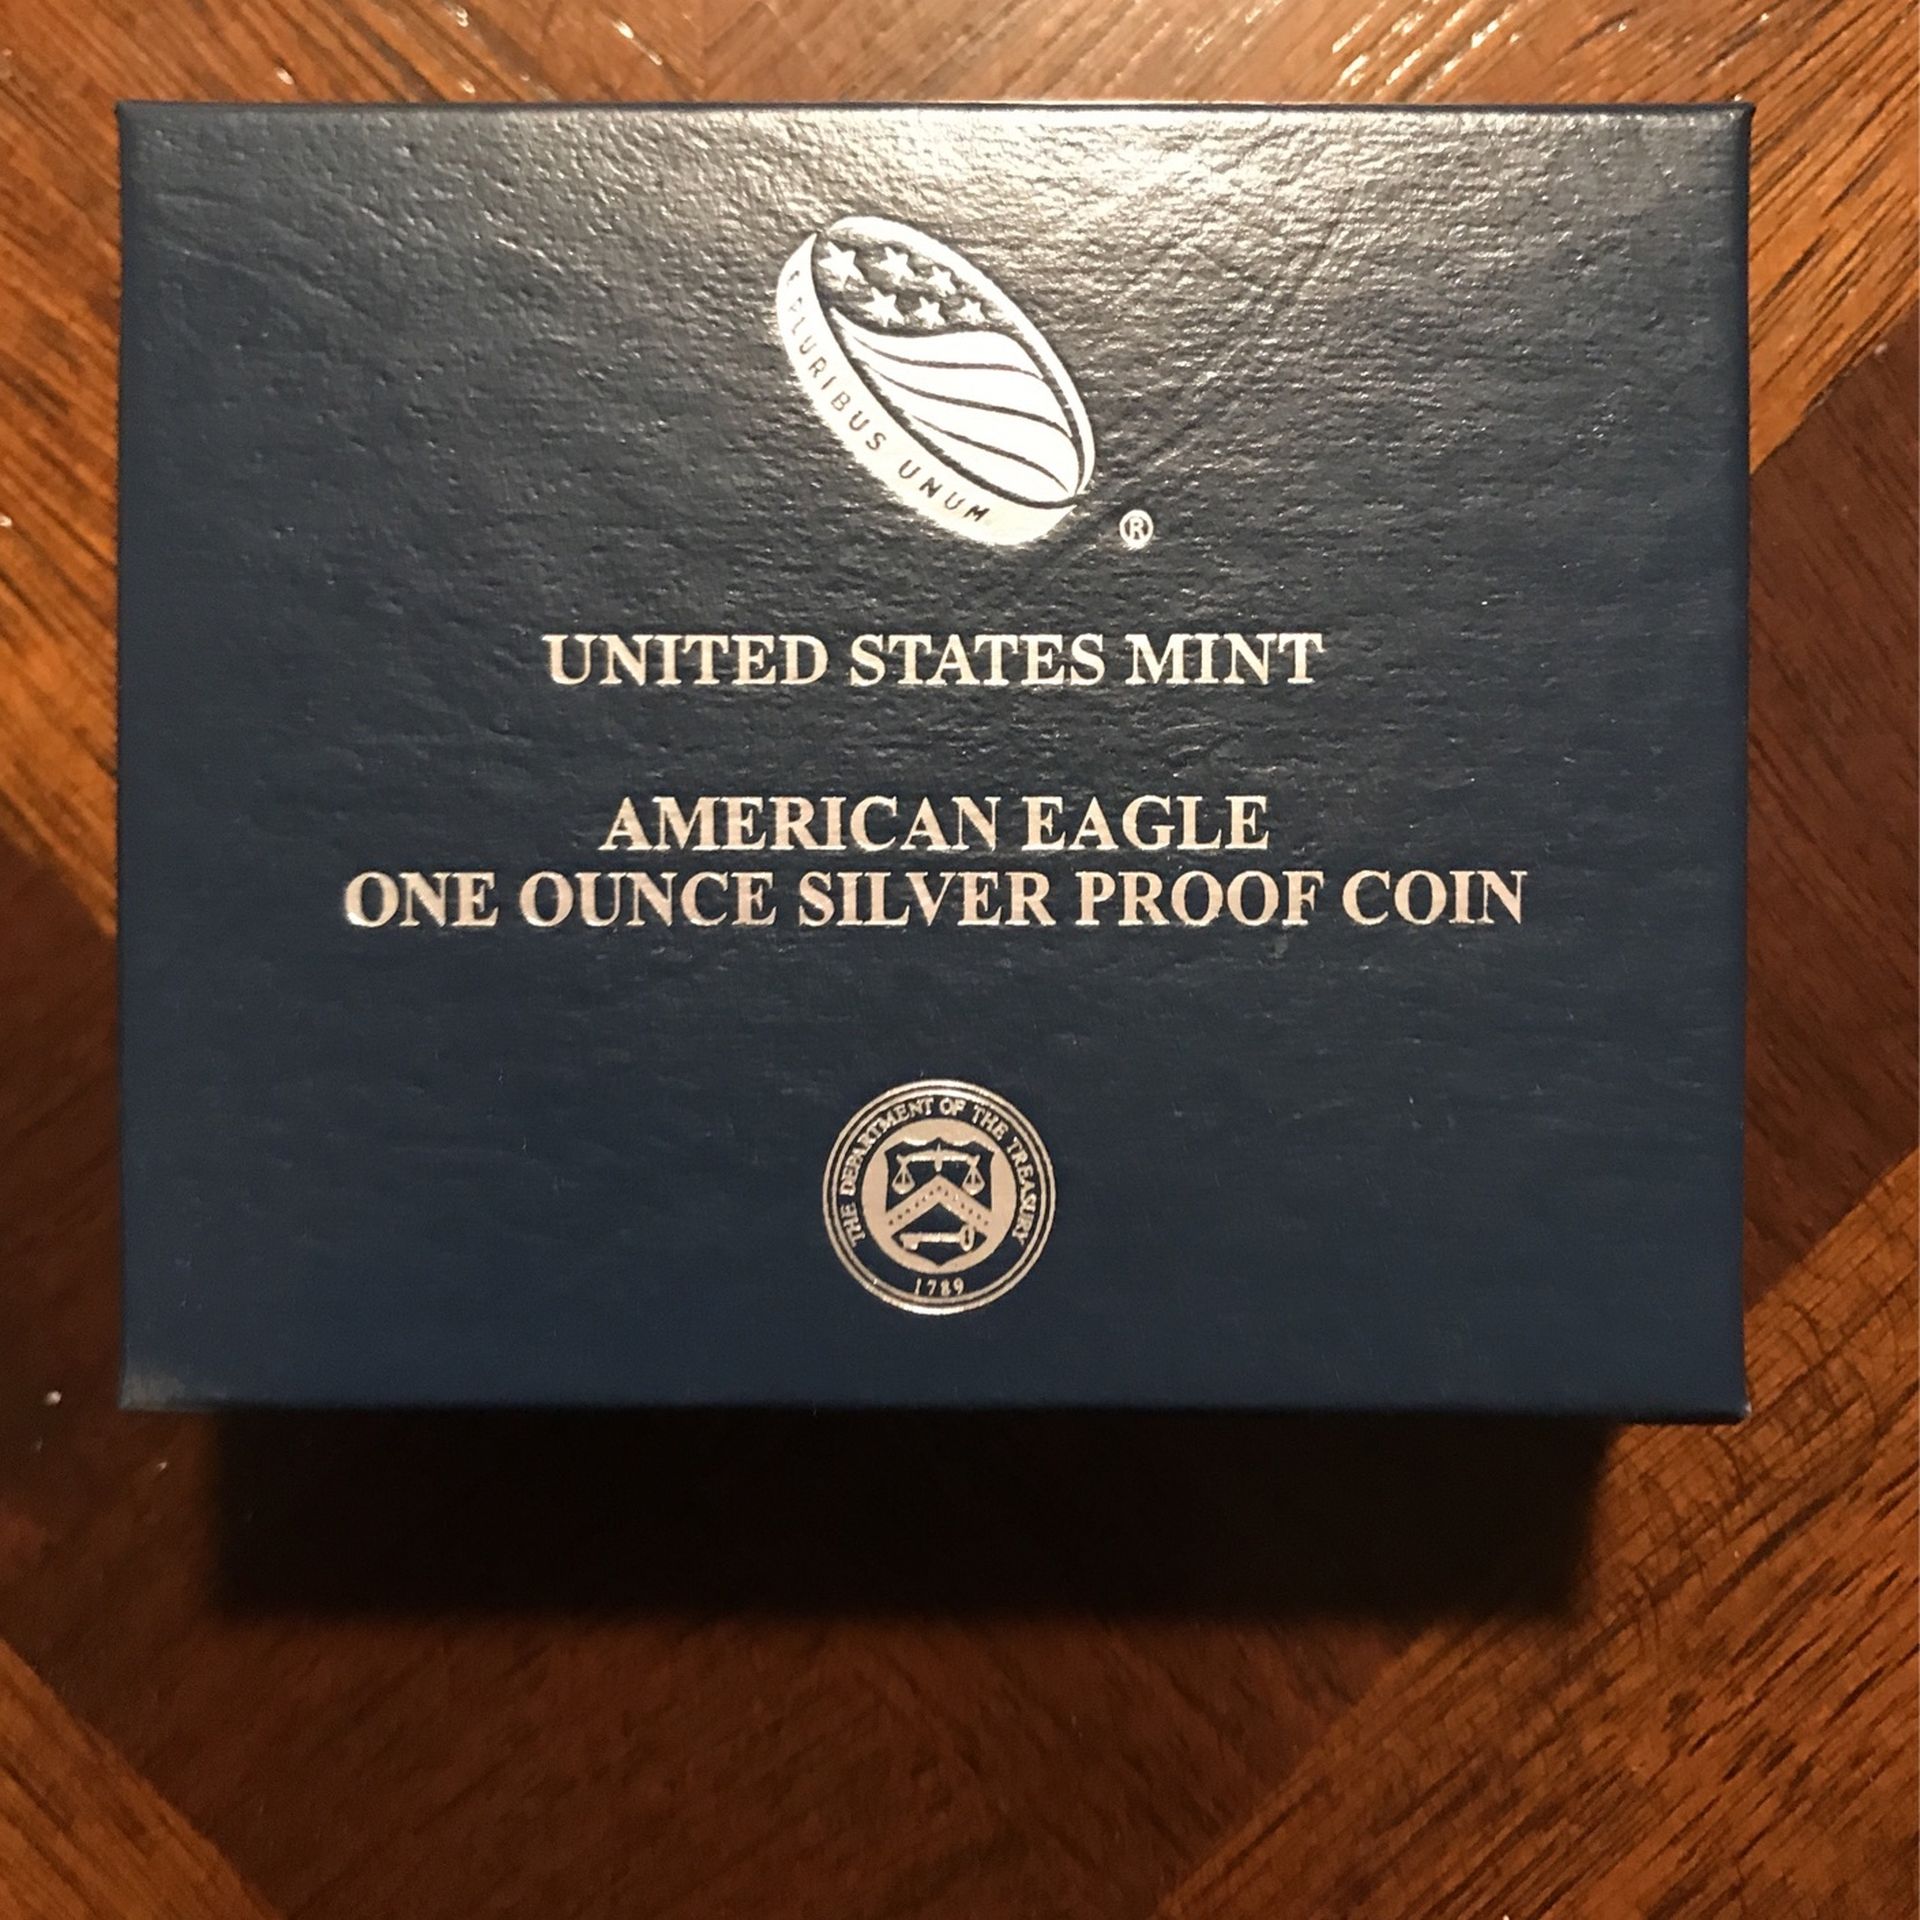 E PLURIBUS UNUM
®
UNITED STATES MINT
AMERICAN EAGLE
ONE OUNCE SILVER PROOF COIN
THE DEPARTMENT OF THE TREASURY
1789